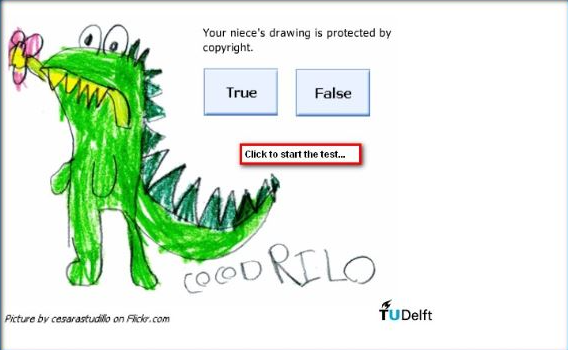 Your niece's drawing is protected by
copyright.
True
False
Click to start the test...
COCODRILO
Picture by cesarastudillo on Flickr.com
TUDelft